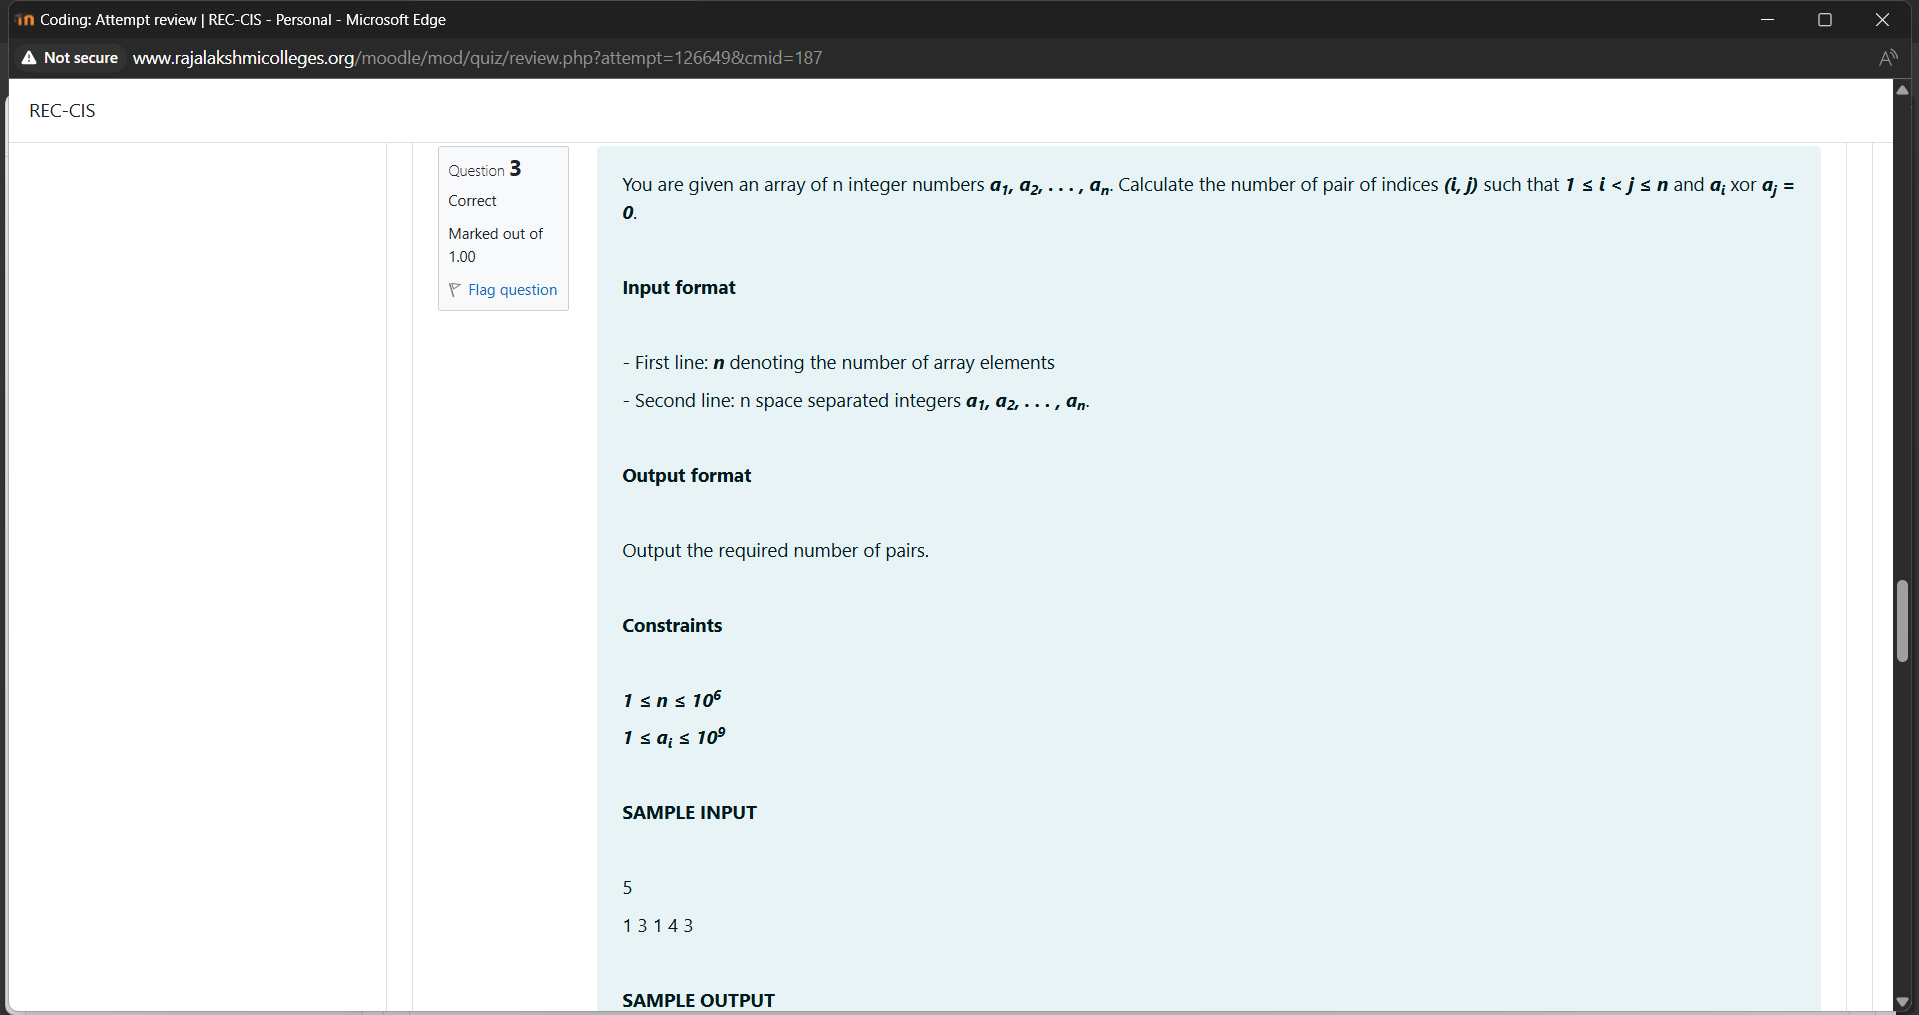 Coding: Attempt review | REC-CIS - Personal - Microsoft Edge
Not secure www.rajalakshmicolleges.org/moodle/mod/quiz/review.php?attempt=126649&cmid=187
REC-CIS
Question 3
Correct
Marked out of
1.00
Flag question
You are given an array of n integer numbers a₁, a₂, . . . , aₙ. Calculate the number of pair of indices (i, j) such that 1 ≤ i < j ≤ n and aᵢ xor aⱼ =
0.
Input format
- First line: n denoting the number of array elements
- Second line: n space separated integers a₁, a₂, . . . , aₙ.
Output format
Output the required number of pairs.
Constraints
1 ≤ n ≤ 10⁶
1 ≤ aᵢ ≤ 10⁹
SAMPLE INPUT
5
1 3 1 4 3
SAMPLE OUTPUT